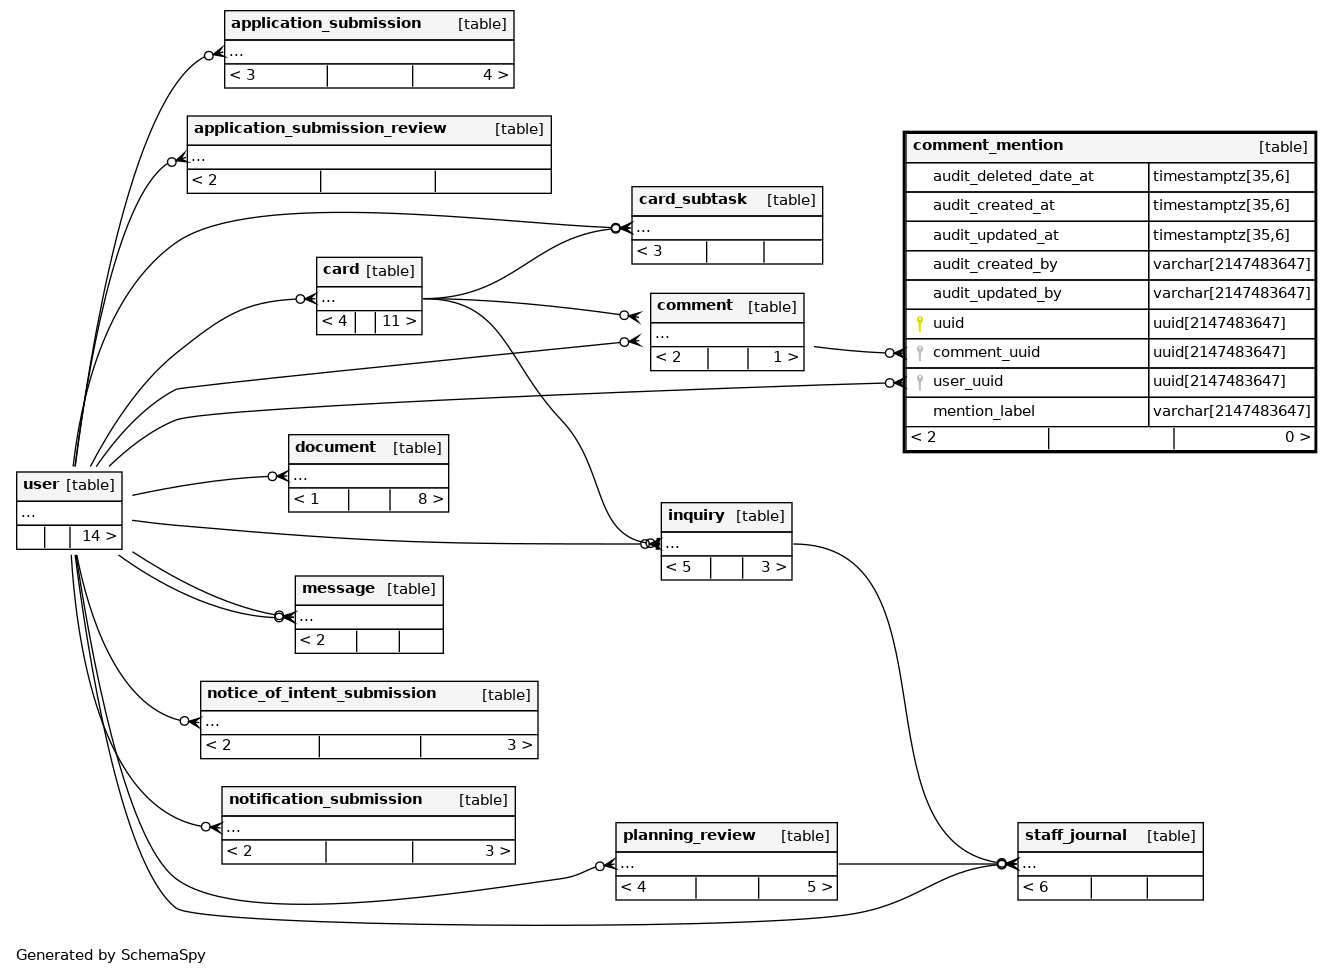 application_submission [table]
...
< 3 4 >
application_submission_review [table]
...
< 2
comment_mention [table]
audit_deleted_date_at timestamptz[35,6]
audit_created_at timestamptz[35,6]
audit_updated_at timestamptz[35,6]
audit_created_by varchar[2147483647]
audit_updated_by varchar[2147483647]
uuid uuid[2147483647]
comment_uuid uuid[2147483647]
user_uuid uuid[2147483647]
mention_label varchar[2147483647]
< 2 0 >
card_subtask [table]
...
< 3
card [table]
...
< 4 11 >
comment [table]
...
< 2 1 >
document [table]
...
< 1 8 >
user [table]
...
14 >
inquiry [table]
...
< 5 3 >
message [table]
...
< 2
notice_of_intent_submission [table]
...
< 2 3 >
notification_submission [table]
...
< 2 3 >
planning_review [table]
...
< 4 5 >
staff_journal [table]
...
< 6
Generated by SchemaSpy